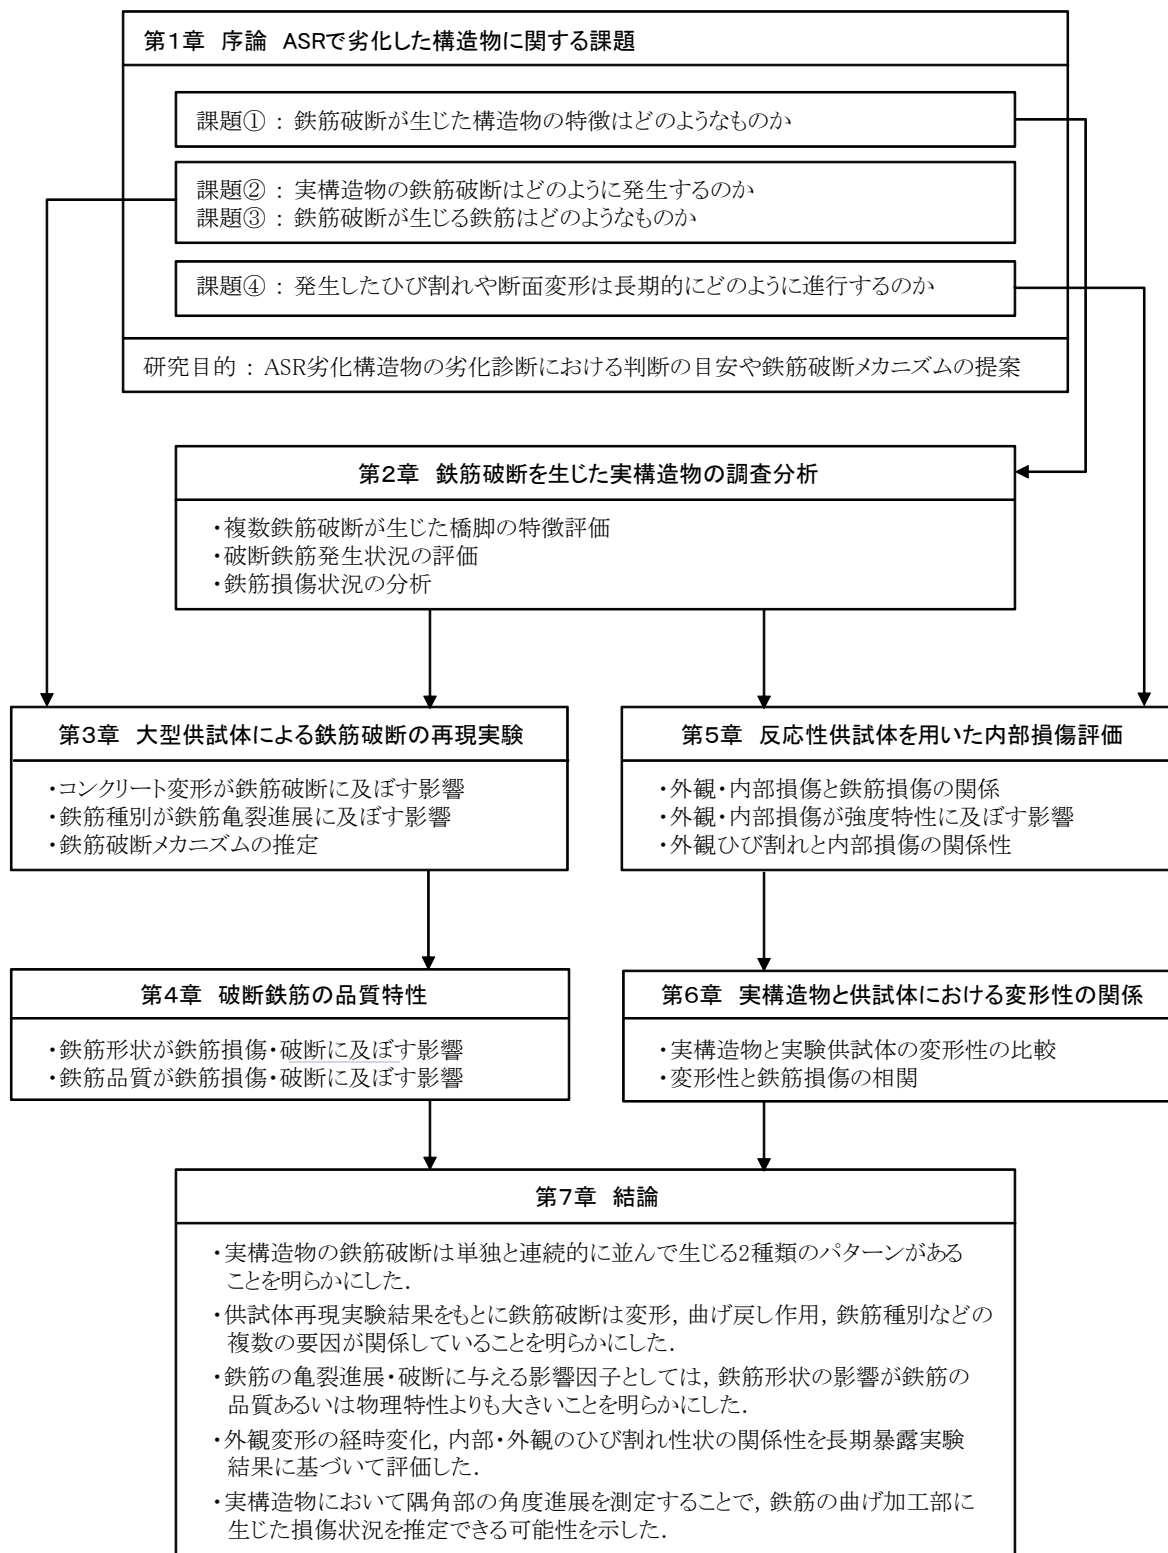 第1章 序論 ASRで劣化した構造物に関する課題
課題① : 鉄筋破断が生じた構造物の特徴はどのようなものか
課題② : 実構造物の鉄筋破断はどのように発生するのか
課題③ : 鉄筋破断が生じる鉄筋はどのようなものか
課題④ : 発生したひび割れや断面変形は長期的にどのように進行するのか
研究目的 : ASR劣化構造物の劣化診断における判断の目安や鉄筋破断メカニズムの提案
第2章 鉄筋破断を生じた実構造物の調査分析
・複数鉄筋破断が生じた橋脚の特徴評価
・破断鉄筋発生状況の評価
・鉄筋損傷状況の分析
第3章 大型供試体による鉄筋破断の再現実験
・コンクリート変形が鉄筋破断に及ぼす影響
・鉄筋種別が鉄筋亀裂進展に及ぼす影響
・鉄筋破断メカニズムの推定
第5章 反応性供試体を用いた内部損傷評価
・外観・内部損傷と鉄筋損傷の関係
・外観・内部損傷が強度特性に及ぼす影響
・外観ひび割れと内部損傷の関係性
第4章 破断鉄筋の品質特性
・鉄筋形状が鉄筋損傷・破断に及ぼす影響
・鉄筋品質が鉄筋損傷・破断に及ぼす影響
第6章 実構造物と供試体における変形性の関係
・実構造物と実験供試体の変形性の比較
・変形性と鉄筋損傷の相関
第7章 結論
・実構造物の鉄筋破断は単独と連続的に並んで生じる2種類のパターンがある
ことを明らかにした.
・供試体再現実験結果をもとに鉄筋破断は変形, 曲げ戻し作用, 鉄筋種別などの
複数の要因が関係していることを明らかにした.
・鉄筋の亀裂進展・破断に与える影響因子としては, 鉄筋形状の影響が鉄筋の
品質あるいは物理特性よりも大きいことを明らかにした.
・外観変形の経時変化, 内部・外観のひび割れ性状の関係性を長期暴露実験
結果に基づいて評価した.
・実構造物において隅角部の角度進展を測定することで, 鉄筋の曲げ加工部に
生じた損傷状況を推定できる可能性を示した.